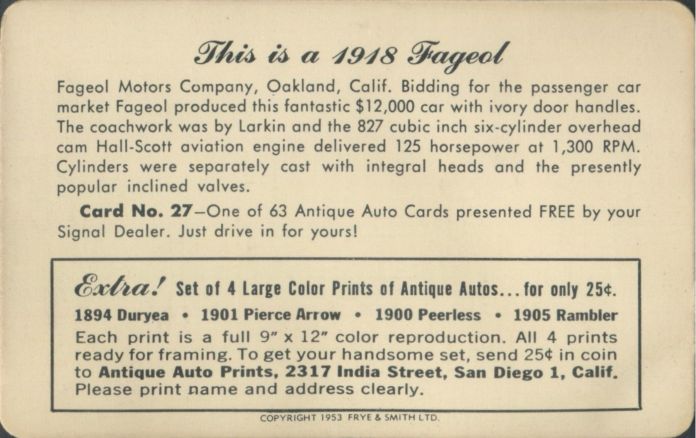 This is a 1918 Fageol
Fageol Motors Company, Oakland, Calif. Bidding for the passenger car
market Fageol produced this fantastic $12,000 car with ivory door handles.
The coachwork was by Larkin and the 827 cubic inch six-cylinder overhead
cam Hall-Scott aviation engine delivered 125 horsepower at 1,300 RPM.
Cylinders were separately cast with integral heads and the presently
popular inclined valves.
Card No. 27—One of 63 Antique Auto Cards presented FREE by your
Signal Dealer. Just drive in for yours!
Extra! Set of 4 Large Color Prints of Antique Autos...for only 25¢.
1894 Duryea • 1901 Pierce Arrow • 1900 Peerless • 1905 Rambler
Each print is a full 9" x 12" color reproduction. All 4 prints
ready for framing. To get your handsome set, send 25¢ in coin
to Antique Auto Prints, 2317 India Street, San Diego 1, Calif.
Please print name and address clearly.
COPYRIGHT 1953 FRYE & SMITH LTD.